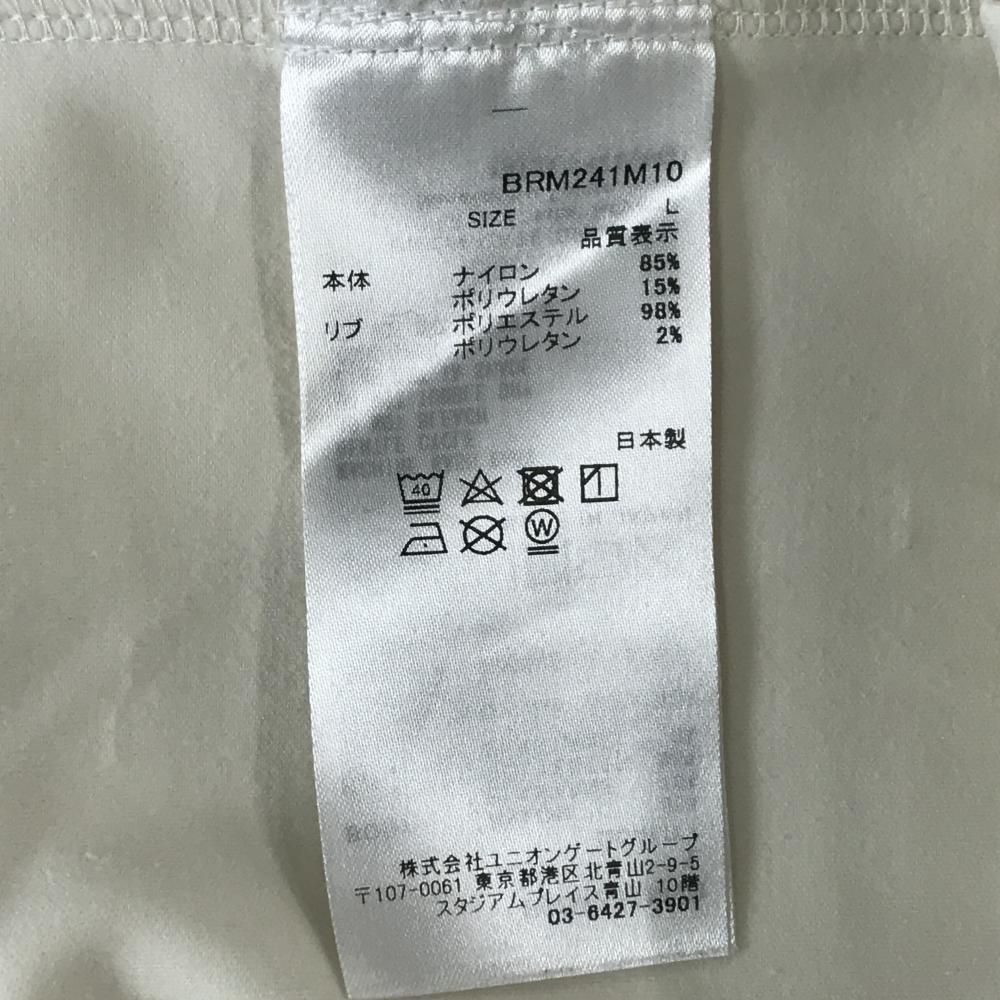 BRM241M10
SIZE L
品質表示
本体 ナイロン 85%
ポリウレタン 15%
リブ ポリエステル 98%
ポリウレタン 2%
日本製
40
W
株式会社ユニオンゲートグループ
〒107-0061 東京都港区北青山2-9-5
スタジアムプレイス青山 10階
03-6427-3901